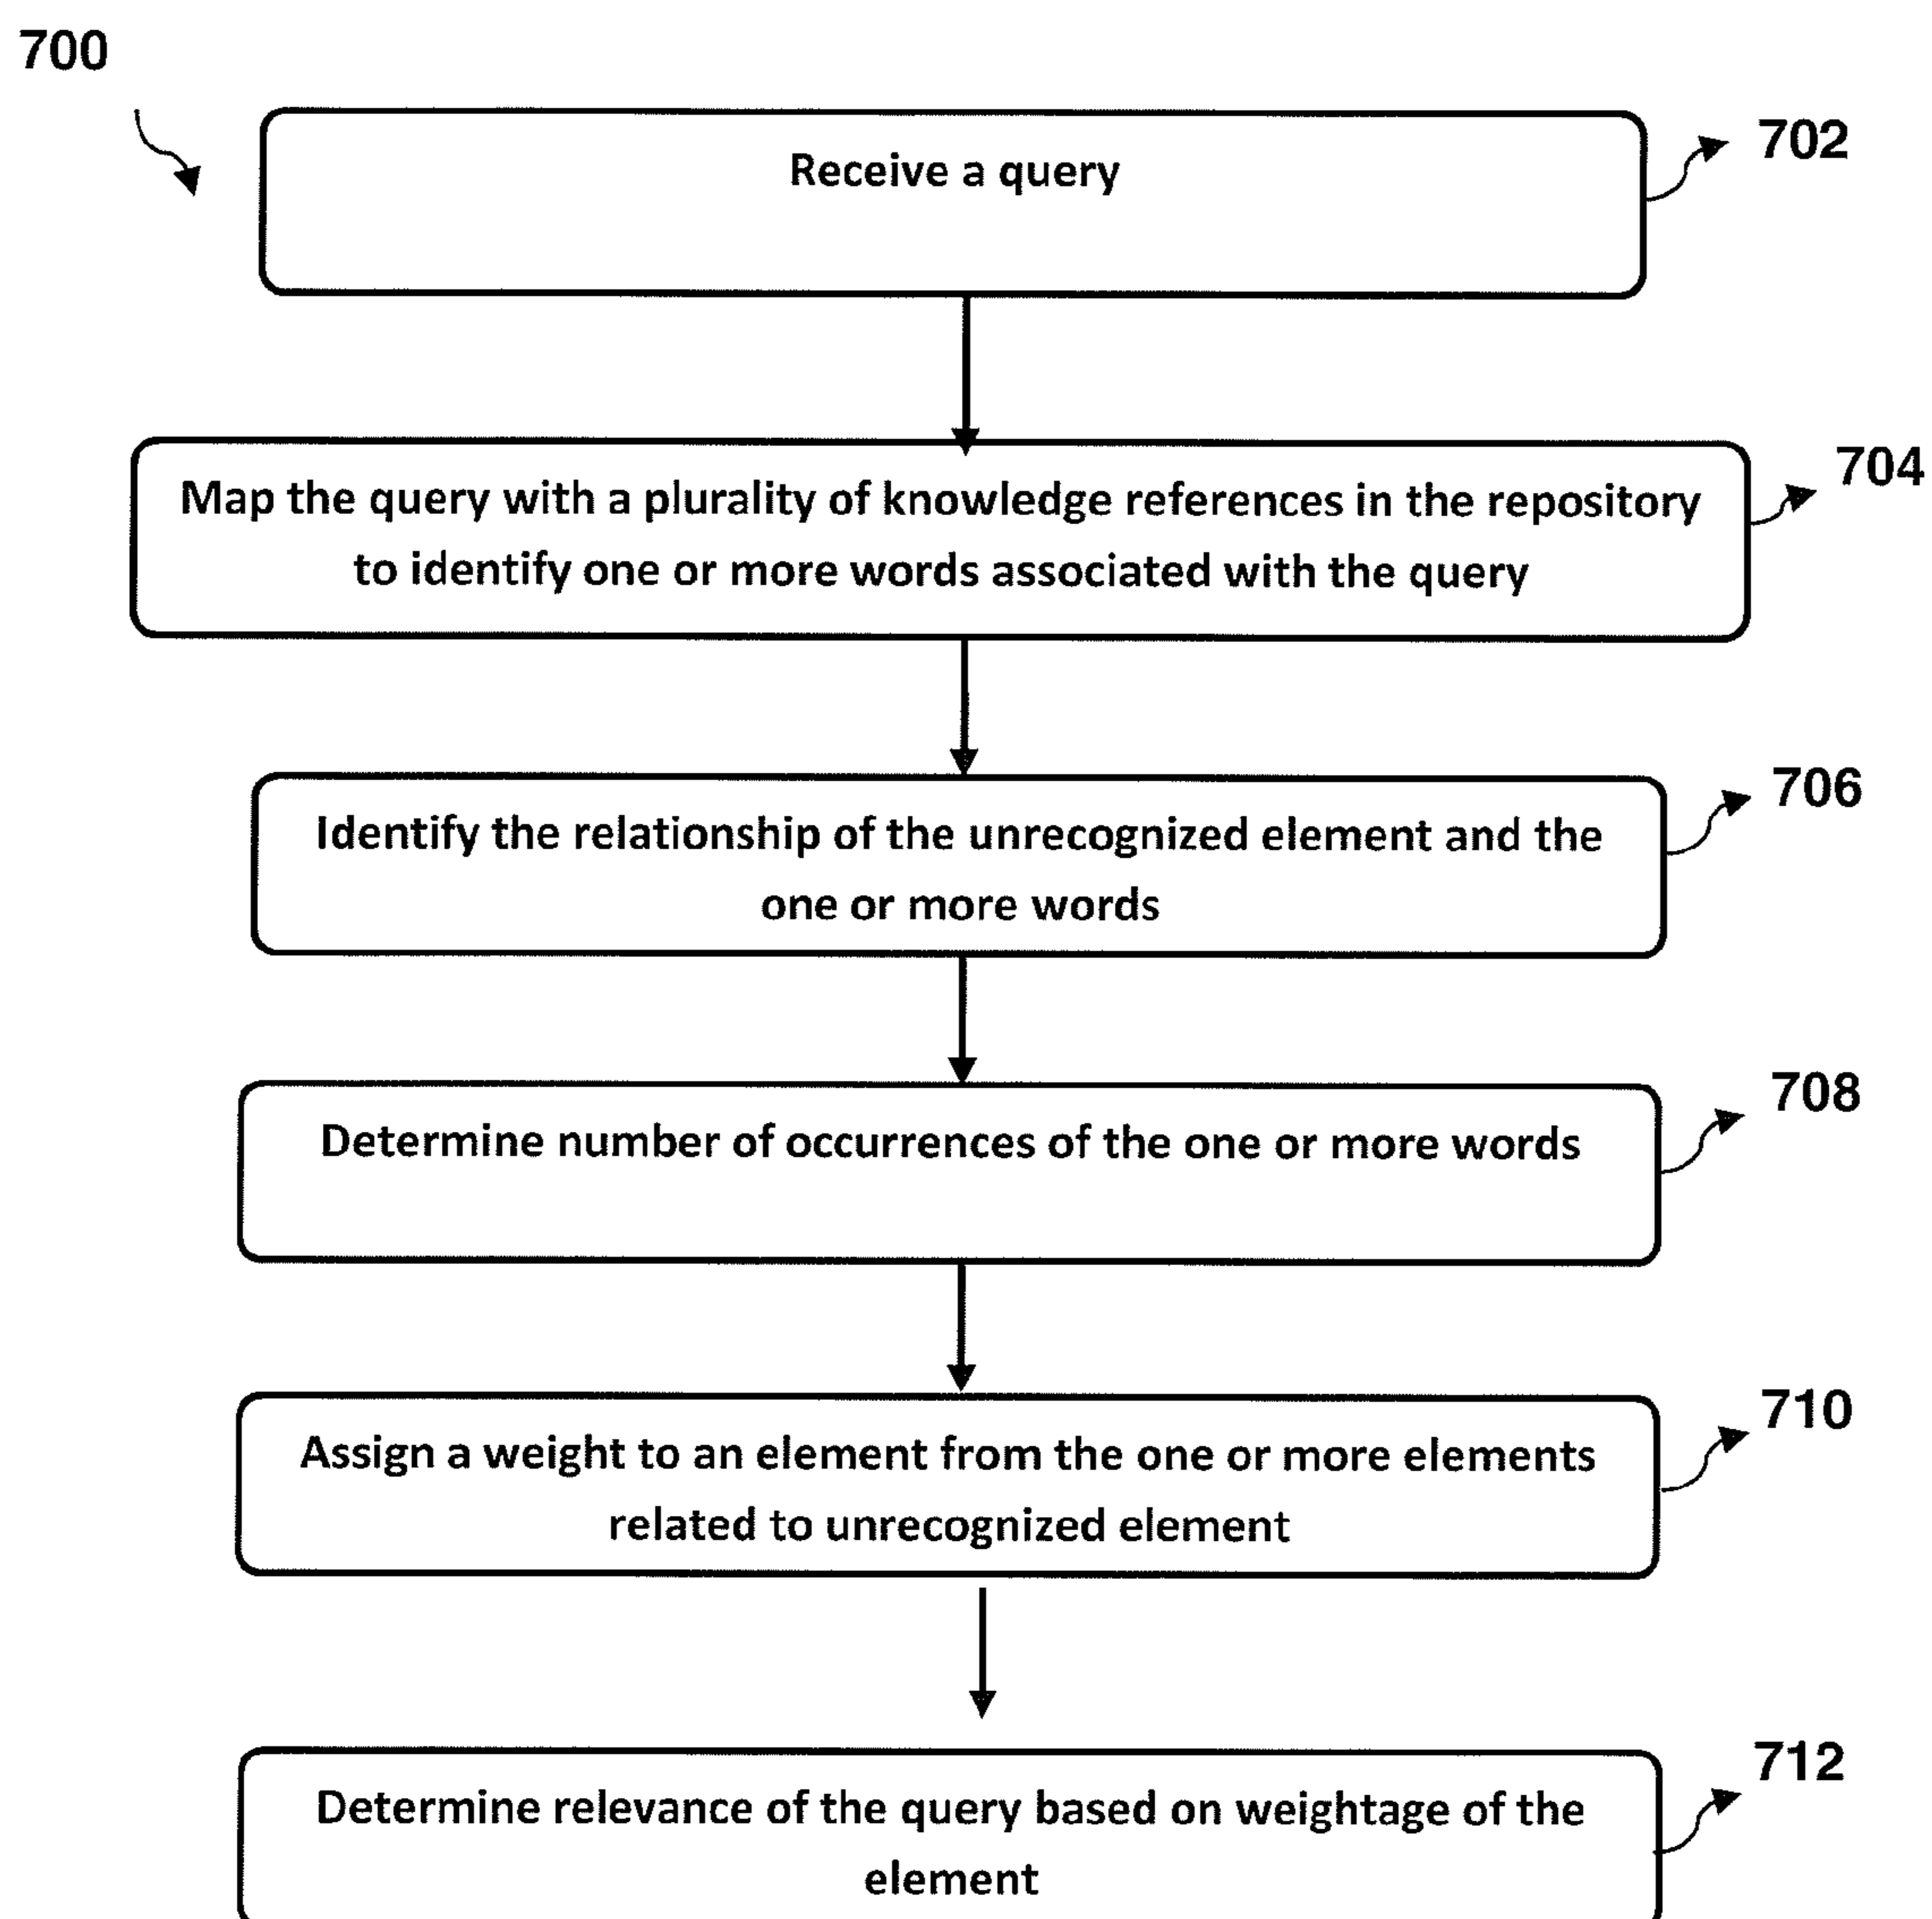 700
Receive a query
702
Map the query with a plurality of knowledge references in the repository
to identify one or more words associated with the query
704
Identify the relationship of the unrecognized element and the
one or more words
706
Determine number of occurrences of the one or more words
708
Assign a weight to an element from the one or more elements
related to unrecognized element
710
Determine relevance of the query based on weightage of the
element
712